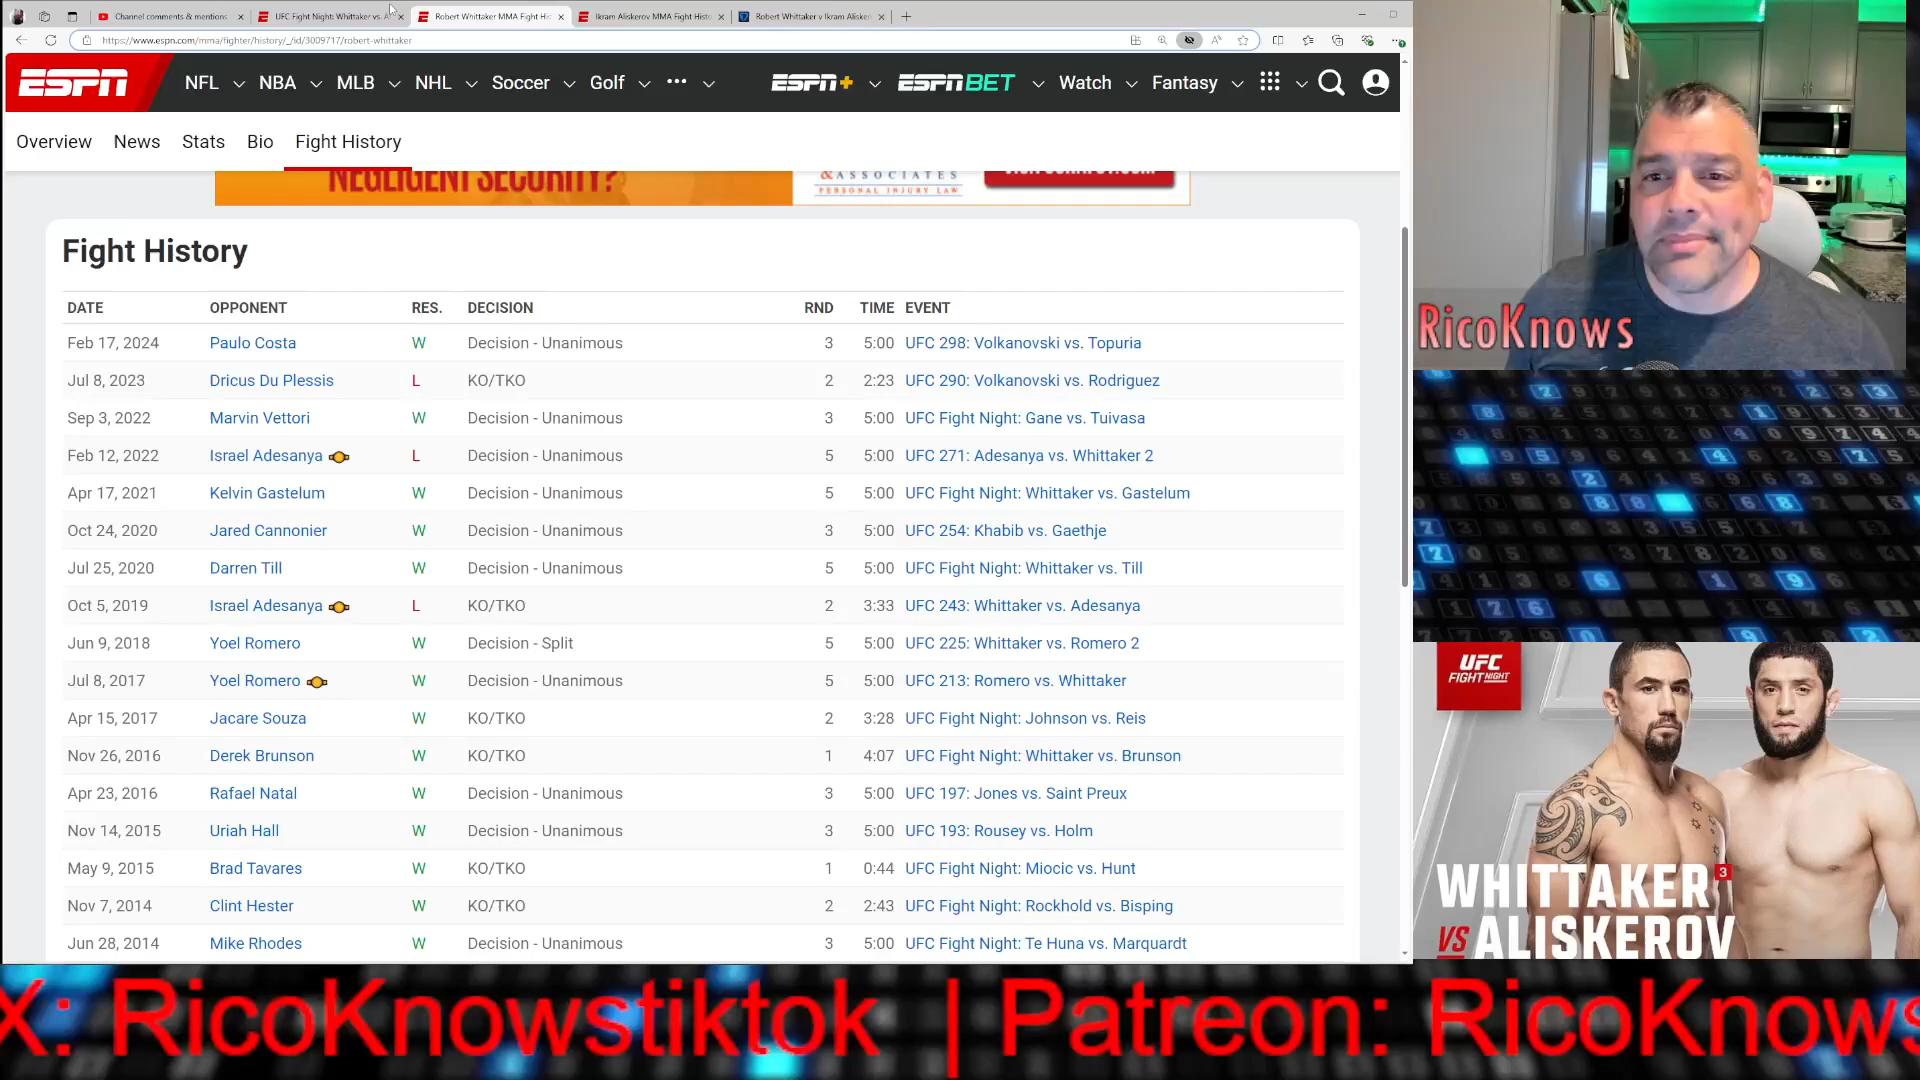 Channel comments & mentions
UFC Fight Night: Whittaker vs.
Robert Whittaker MMA Fight His
Ikram Aliskerov MMA Fight Histo
Robert Whittaker v Ikram Alisker
https://www.espn.com/mma/fighter/history/_/id/3009717/robert-whittaker
ESPN NFL NBA MLB NHL Soccer Golf ESPN+ ESPN BET Watch Fantasy
Overview News Stats Bio Fight History
NEGLIGENT SECURITY?
& ASSOCIATES
PERSONAL INJURY LAW
Fight History
DATE OPPONENT RES. DECISION RND TIME EVENT
Feb 17, 2024 Paulo Costa W Decision - Unanimous 3 5:00 UFC 298: Volkanovski vs. Topuria
Jul 8, 2023 Dricus Du Plessis L KO/TKO 2 2:23 UFC 290: Volkanovski vs. Rodriguez
Sep 3, 2022 Marvin Vettori W Decision - Unanimous 3 5:00 UFC Fight Night: Gane vs. Tuivasa
Feb 12, 2022 Israel Adesanya L Decision - Unanimous 5 5:00 UFC 271: Adesanya vs. Whittaker 2
Apr 17, 2021 Kelvin Gastelum W Decision - Unanimous 5 5:00 UFC Fight Night: Whittaker vs. Gastelum
Oct 24, 2020 Jared Cannonier W Decision - Unanimous 3 5:00 UFC 254: Khabib vs. Gaethje
Jul 25, 2020 Darren Till W Decision - Unanimous 5 5:00 UFC Fight Night: Whittaker vs. Till
Oct 5, 2019 Israel Adesanya L KO/TKO 2 3:33 UFC 243: Whittaker vs. Adesanya
Jun 9, 2018 Yoel Romero W Decision - Split 5 5:00 UFC 225: Whittaker vs. Romero 2
Jul 8, 2017 Yoel Romero W Decision - Unanimous 5 5:00 UFC 213: Romero vs. Whittaker
Apr 15, 2017 Jacare Souza W KO/TKO 2 3:28 UFC Fight Night: Johnson vs. Reis
Nov 26, 2016 Derek Brunson W KO/TKO 1 4:07 UFC Fight Night: Whittaker vs. Brunson
Apr 23, 2016 Rafael Natal W Decision - Unanimous 3 5:00 UFC 197: Jones vs. Saint Preux
Nov 14, 2015 Uriah Hall W Decision - Unanimous 3 5:00 UFC 193: Rousey vs. Holm
May 9, 2015 Brad Tavares W KO/TKO 1 0:44 UFC Fight Night: Miocic vs. Hunt
Nov 7, 2014 Clint Hester W KO/TKO 2 2:43 UFC Fight Night: Rockhold vs. Bisping
Jun 28, 2014 Mike Rhodes W Decision - Unanimous 3 5:00 UFC Fight Night: Te Huna vs. Marquardt
RicoKnows
UFC
FIGHT NIGHT
WHITTAKER 3
VS ALISKEROV
X: RicoKnowstiktok | Patreon: RicoKnows